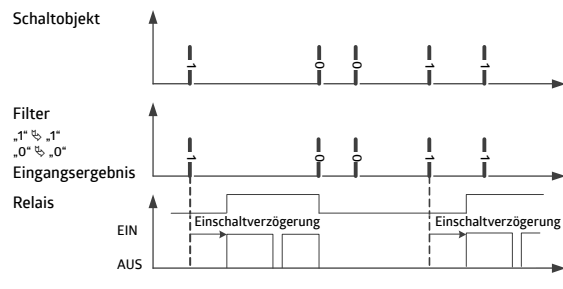 Schaltobjekt
1 0 0 1 1
Filter
„1“ ⇘ „1“
„0“ ⇘ „0“
Eingangsergebnis
1 0 0 1 1
Relais
Einschaltverzögerung Einschaltverzögerung
EIN
AUS